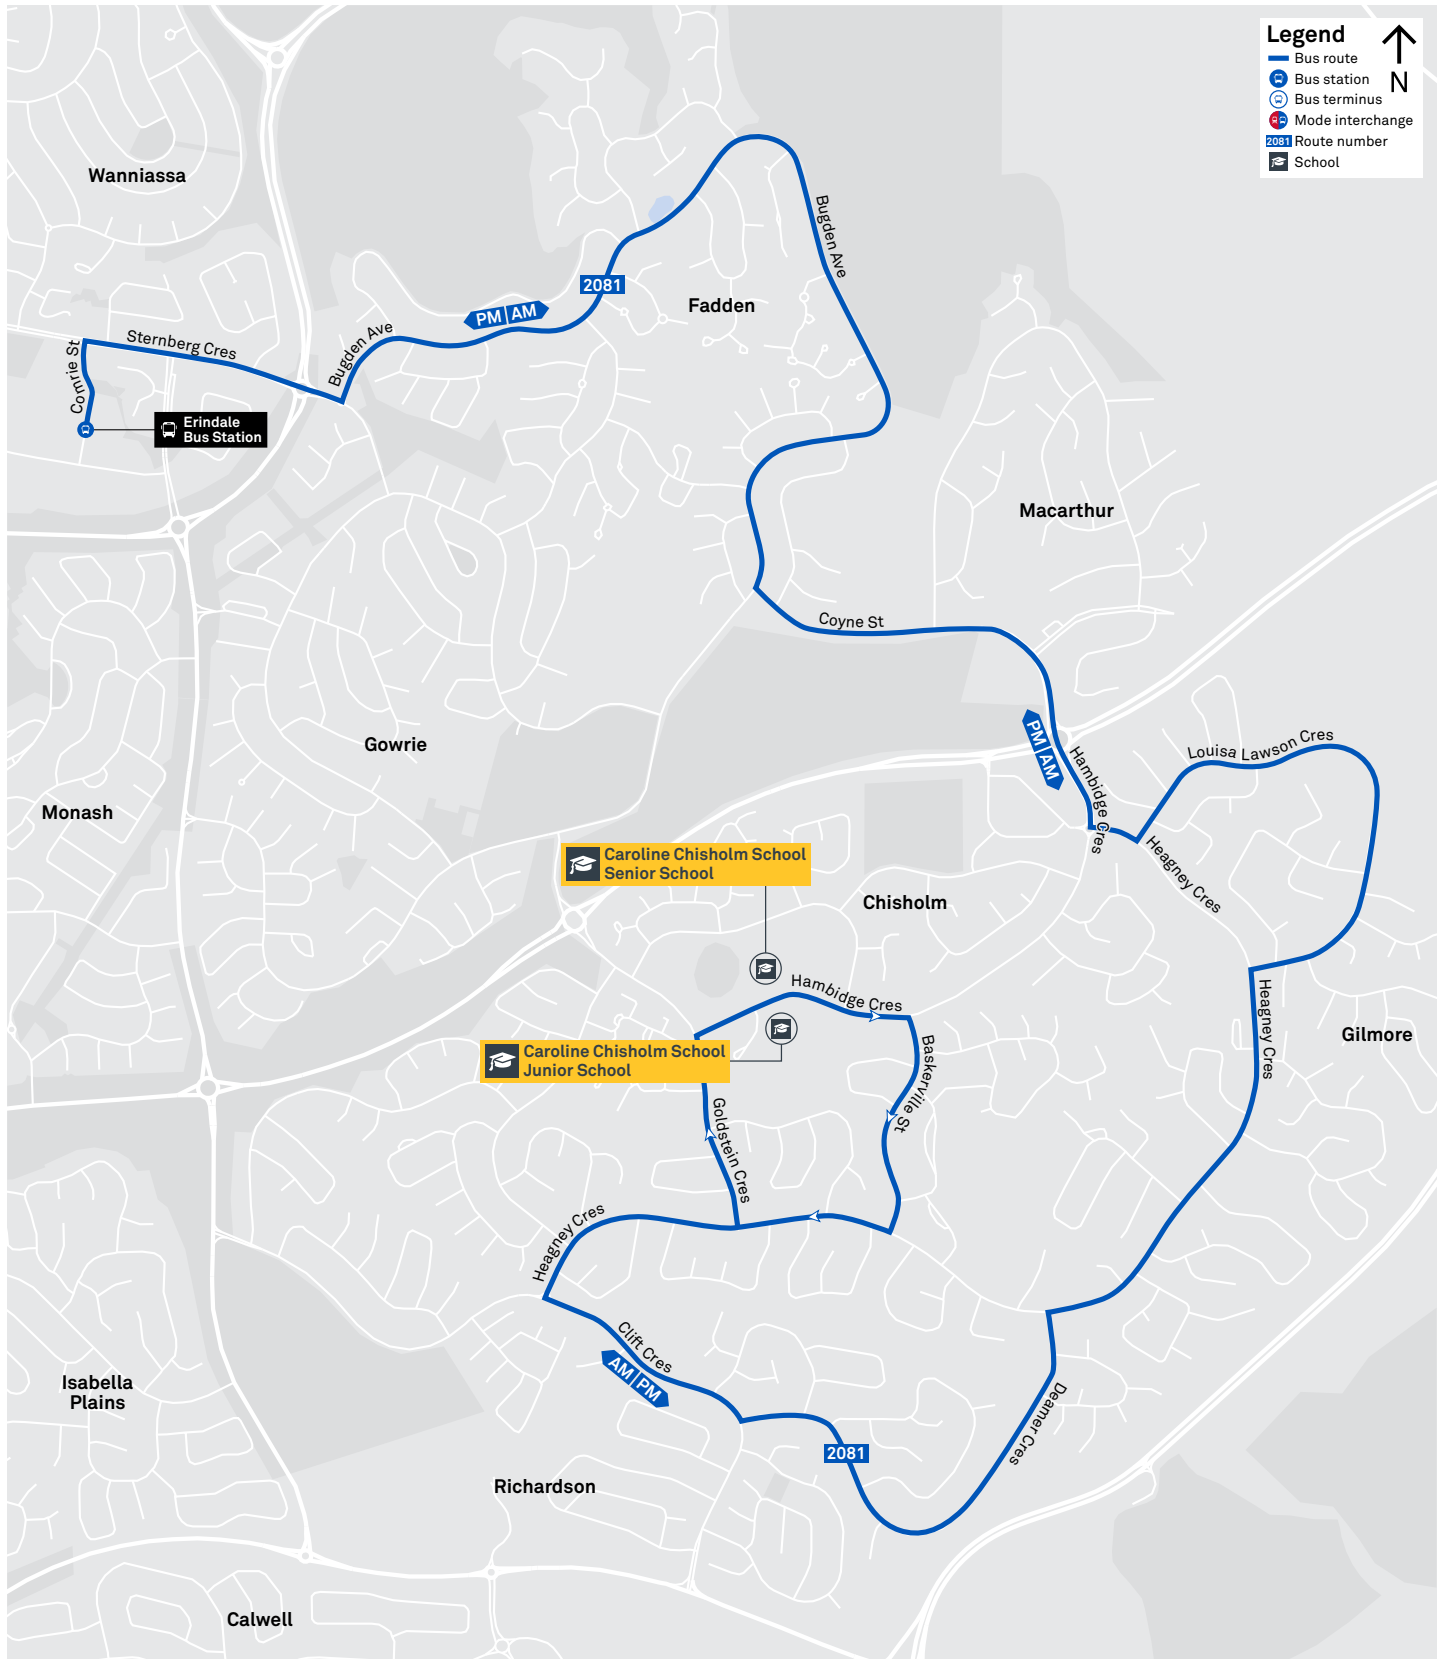 Legend
N
Bus route
Bus station
Bus terminus
Mode interchange
2081 Route number
School
Wanniassa
Bugden Ave
2081
Fadden
PM | AM
Bugden Ave
Sternberg Cres
Comrie St
Erindale
Bus Station
Macarthur
Coyne St
PM | AM
Hambidge Cres
Louisa Lawson Cres
Gowrie
Monash
Heagney Cres
Caroline Chisholm School
Senior School
Chisholm
Hambidge Cres
Heagney Cres
Gilmore
Caroline Chisholm School
Junior School
Baskerville St
Goldstein Cres
Heagney Cres
Clift Cres
AM | PM
Isabella
Plains
Deamer Cres
2081
Richardson
Calwell